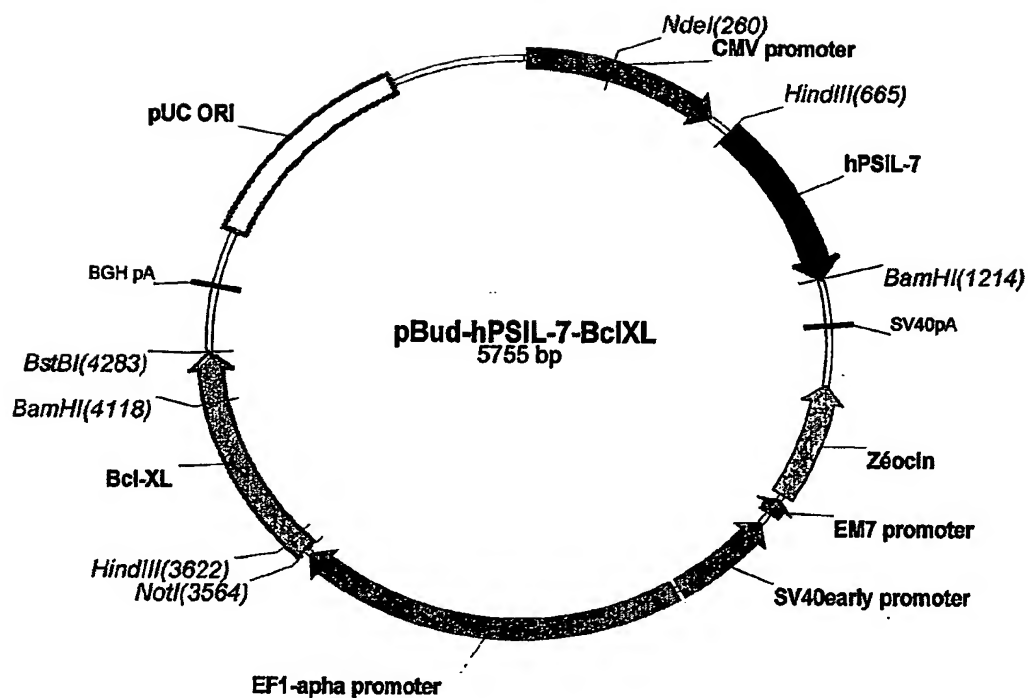 NdeI(260)
CMV promoter
HindIII(665)
hPSIL-7
BamHI(1214)
SV40pA
Zéocin
EM7 promoter
SV40early promoter
EF1-apha promoter
NotI(3564)
HindIII(3622)
Bcl-XL
BamHI(4118)
BstBI(4283)
BGH pA
pUC ORI
pBud-hPSIL-7-BclXL
5755 bp